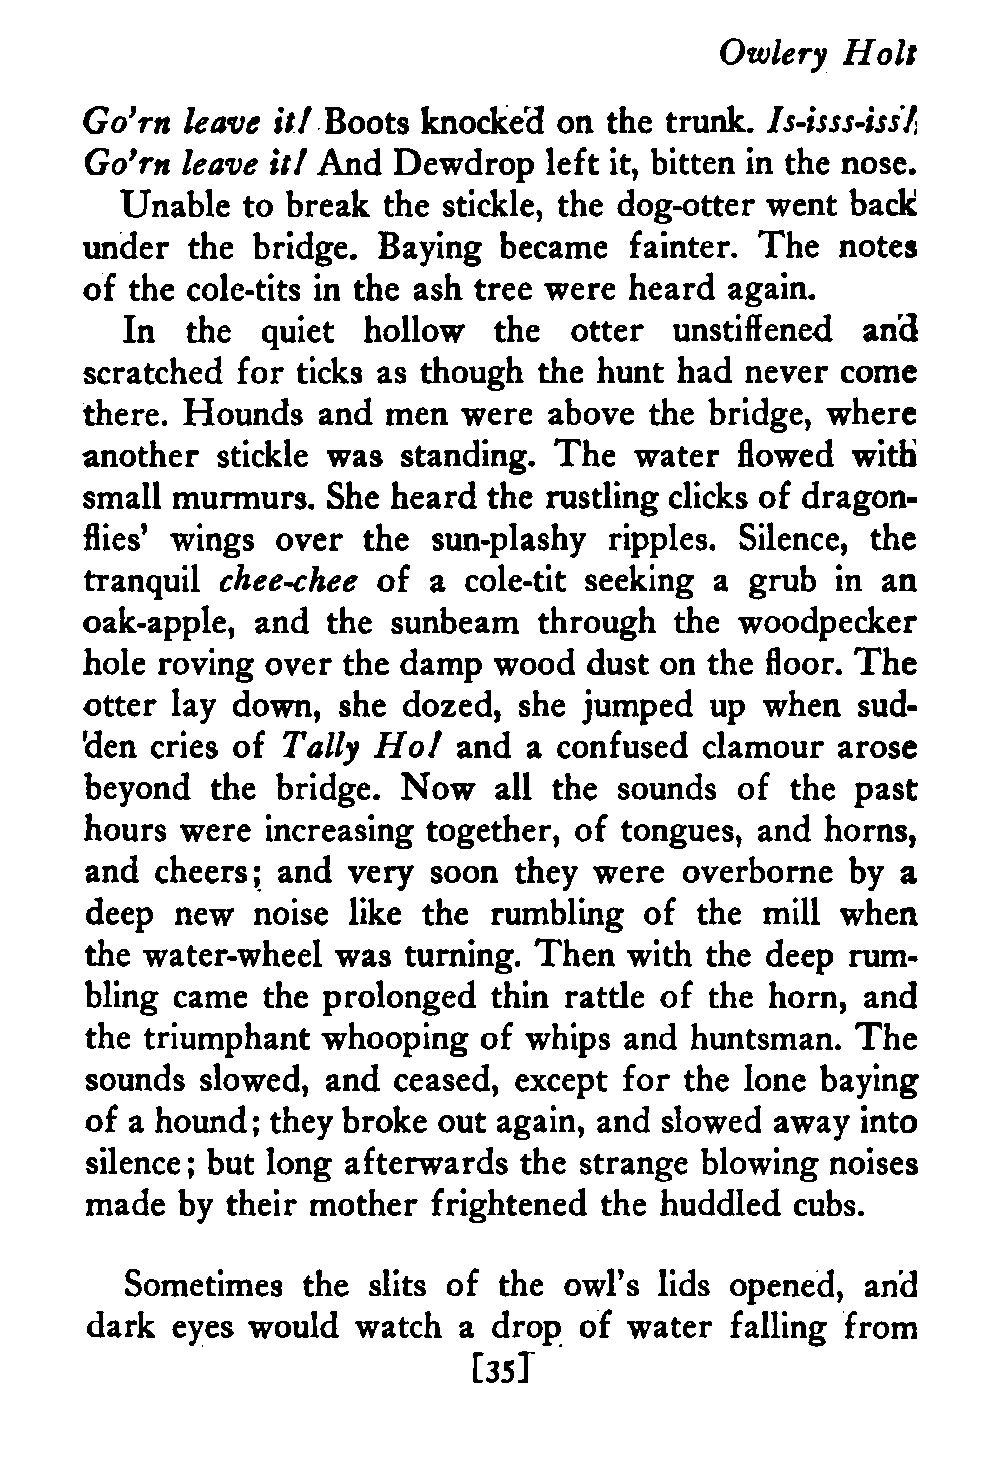 Owlery Holt
Go'rn leave it! Boots knocked on the trunk. Is-isss-iss!
Go'rn leave it! And Dewdrop left it, bitten in the nose.
Unable to break the stickle, the dog-otter went back
under the bridge. Baying became fainter. The notes
of the cole-tits in the ash tree were heard again.
In the quiet hollow the otter unstiffened and
scratched for ticks as though the hunt had never come
there. Hounds and men were above the bridge, where
another stickle was standing. The water flowed with
small murmurs. She heard the rustling clicks of dragon-
flies' wings over the sun-plashy ripples. Silence, the
tranquil chee-chee of a cole-tit seeking a grub in an
oak-apple, and the sunbeam through the woodpecker
hole roving over the damp wood dust on the floor. The
otter lay down, she dozed, she jumped up when sud-
den cries of Tally Ho! and a confused clamour arose
beyond the bridge. Now all the sounds of the past
hours were increasing together, of tongues, and horns,
and cheers; and very soon they were overborne by a
deep new noise like the rumbling of the mill when
the water-wheel was turning. Then with the deep rum-
bling came the prolonged thin rattle of the horn, and
the triumphant whooping of whips and huntsman. The
sounds slowed, and ceased, except for the lone baying
of a hound; they broke out again, and slowed away into
silence; but long afterwards the strange blowing noises
made by their mother frightened the huddled cubs.
Sometimes the slits of the owl's lids opened, and
dark eyes would watch a drop of water falling from
[35]